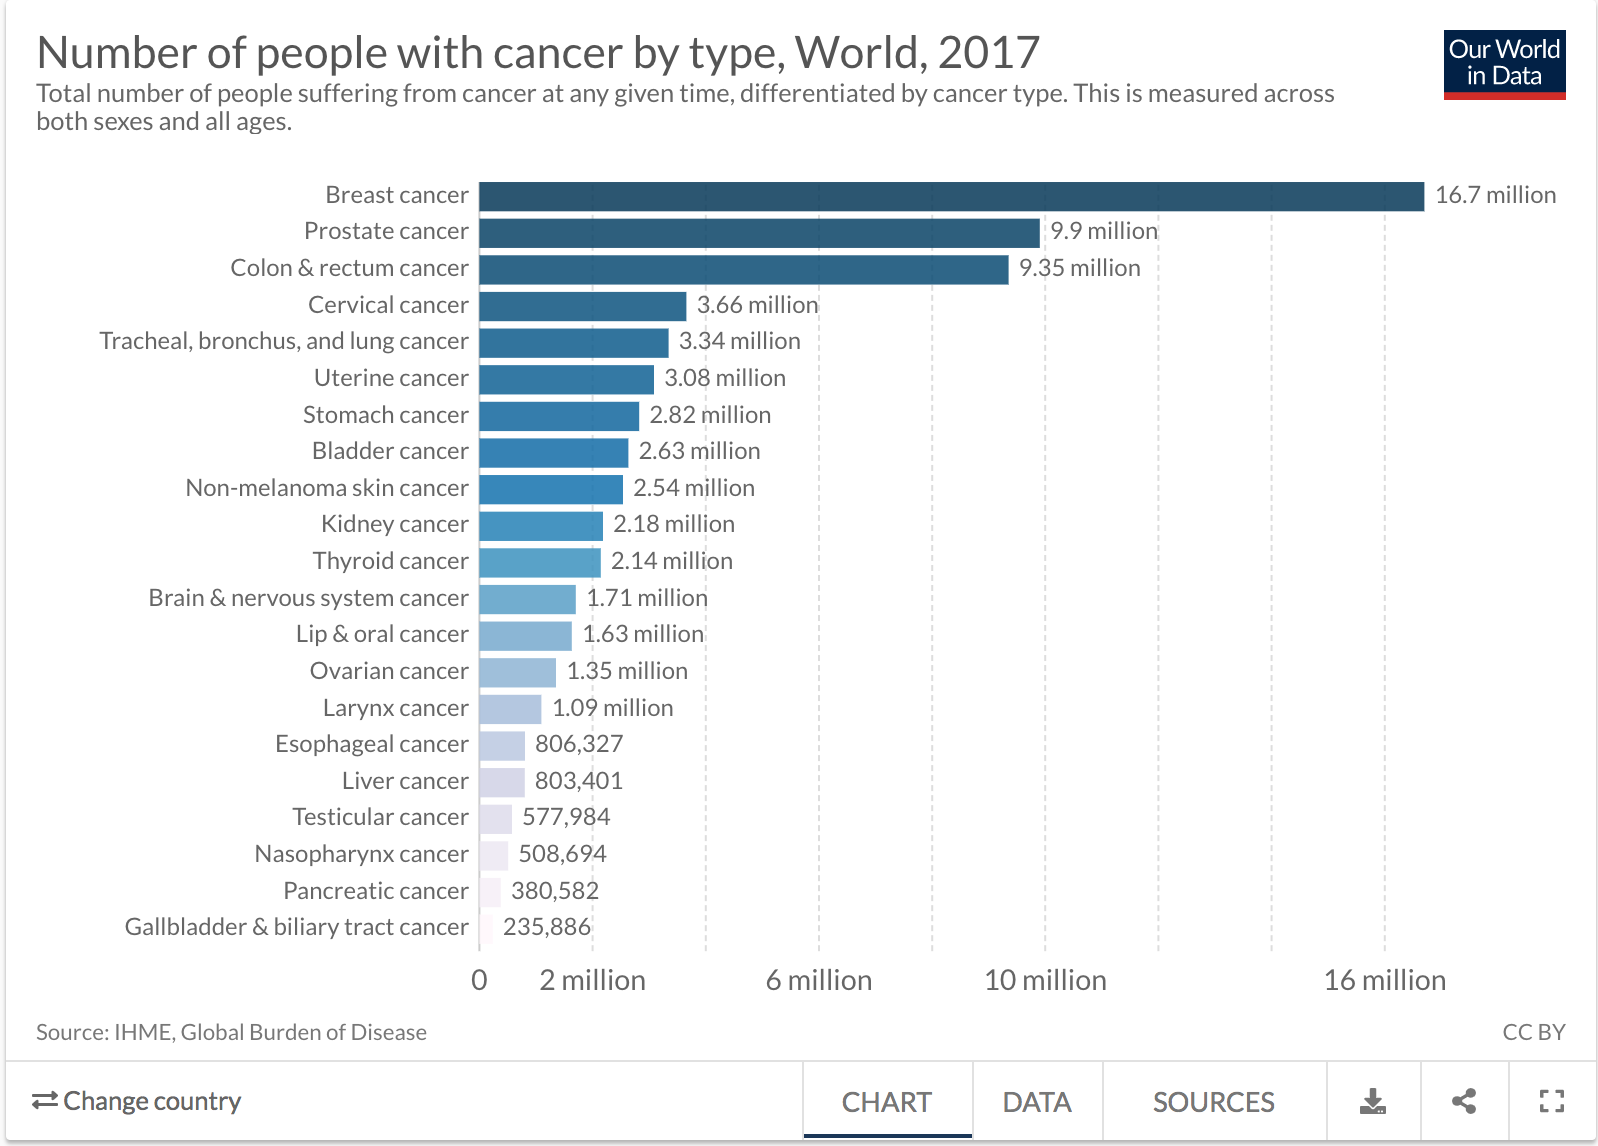 Number of people with cancer by type, World, 2017
Our World
in Data
Total number of people suffering from cancer at any given time, differentiated by cancer type. This is measured across
both sexes and all ages.
Breast cancer 16.7 million
Prostate cancer 9.9 million
Colon & rectum cancer 9.35 million
Cervical cancer 3.66 million
Tracheal, bronchus, and lung cancer 3.34 million
Uterine cancer 3.08 million
Stomach cancer 2.82 million
Bladder cancer 2.63 million
Non-melanoma skin cancer 2.54 million
Kidney cancer 2.18 million
Thyroid cancer 2.14 million
Brain & nervous system cancer 1.71 million
Lip & oral cancer 1.63 million
Ovarian cancer 1.35 million
Larynx cancer 1.09 million
Esophageal cancer 806,327
Liver cancer 803,401
Testicular cancer 577,984
Nasopharynx cancer 508,694
Pancreatic cancer 380,582
Gallbladder & biliary tract cancer 235,886
0 2 million 6 million 10 million 16 million
Source: IHME, Global Burden of Disease CC BY
Change country CHART DATA SOURCES